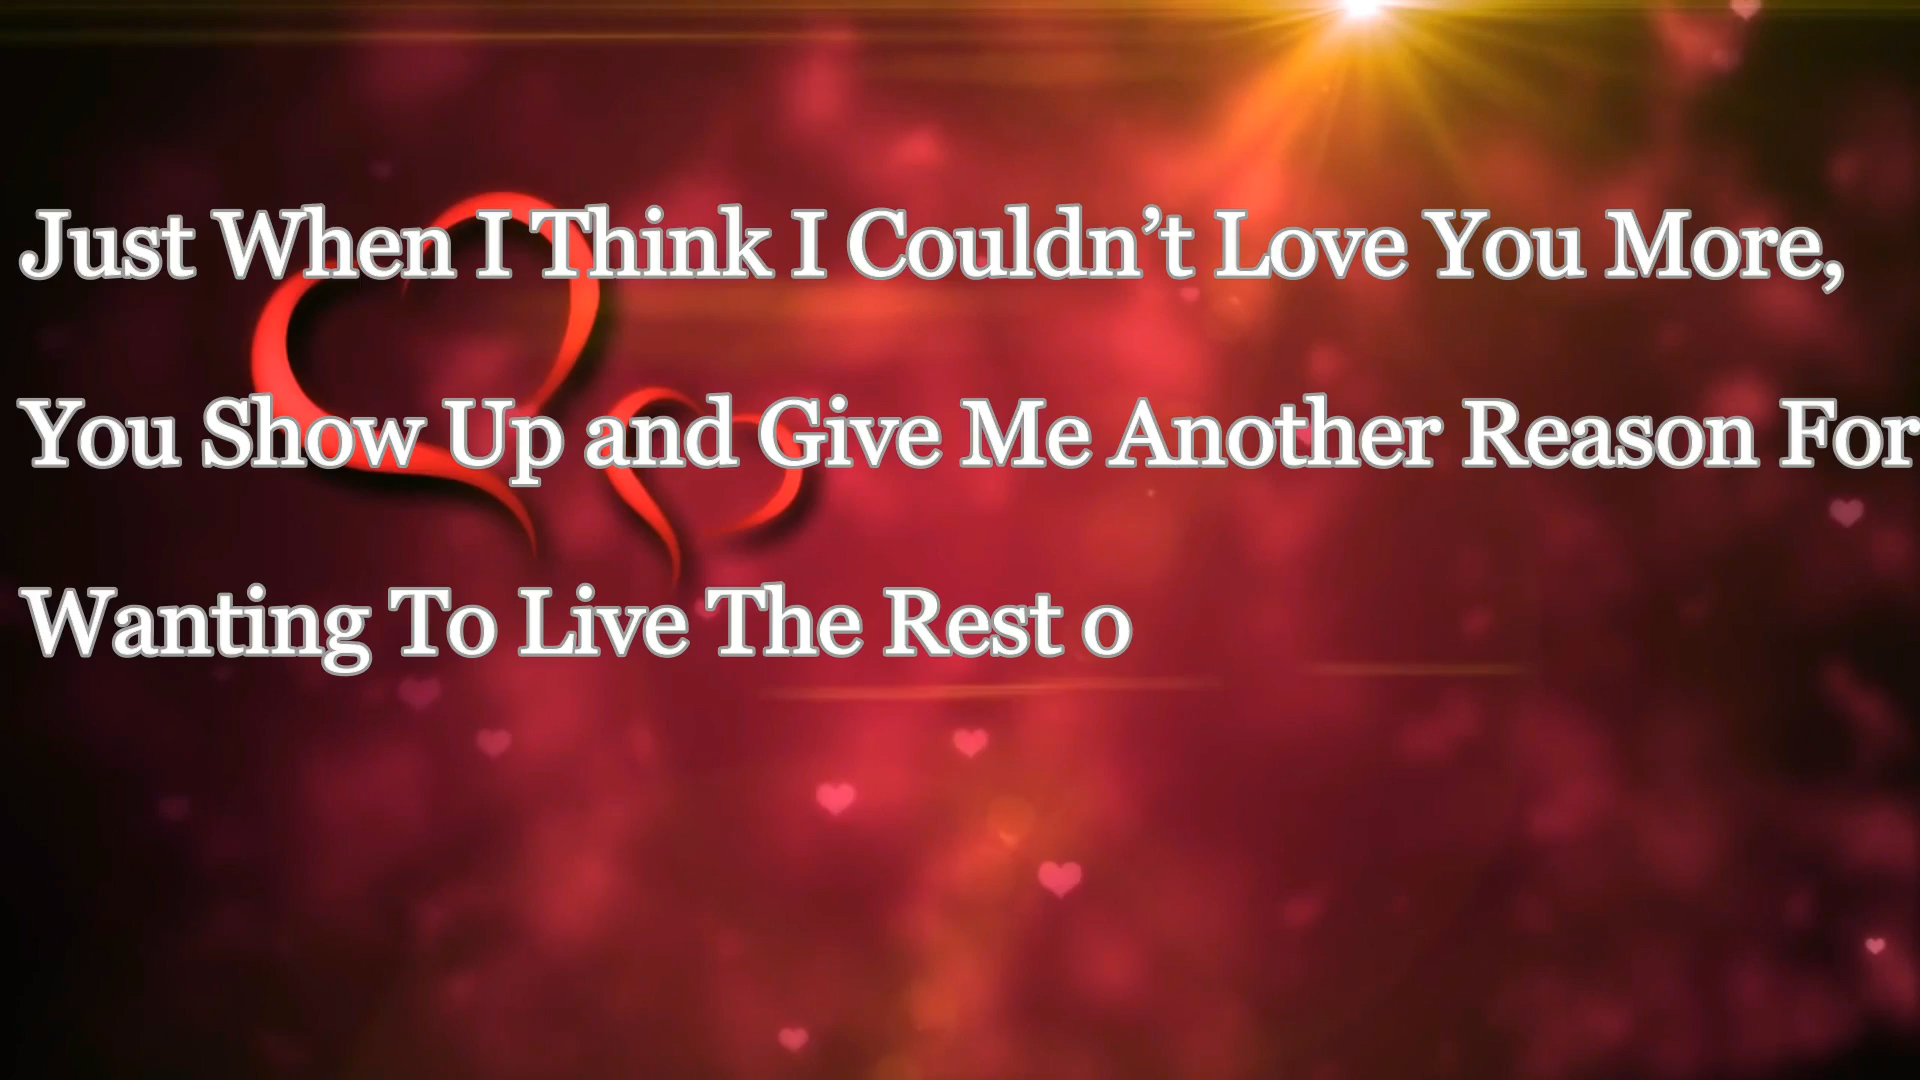 Just When I Think I Couldn’t Love You More,
You Show Up and Give Me Another Reason For
Wanting To Live The Rest o